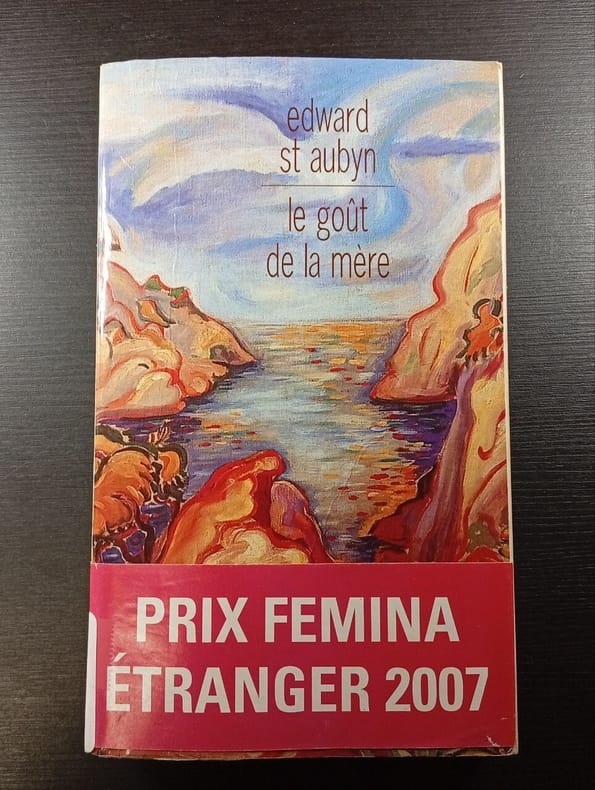 edward
st aubyn
le goût
de la mère
PRIX FEMINA
ÉTRANGER 2007